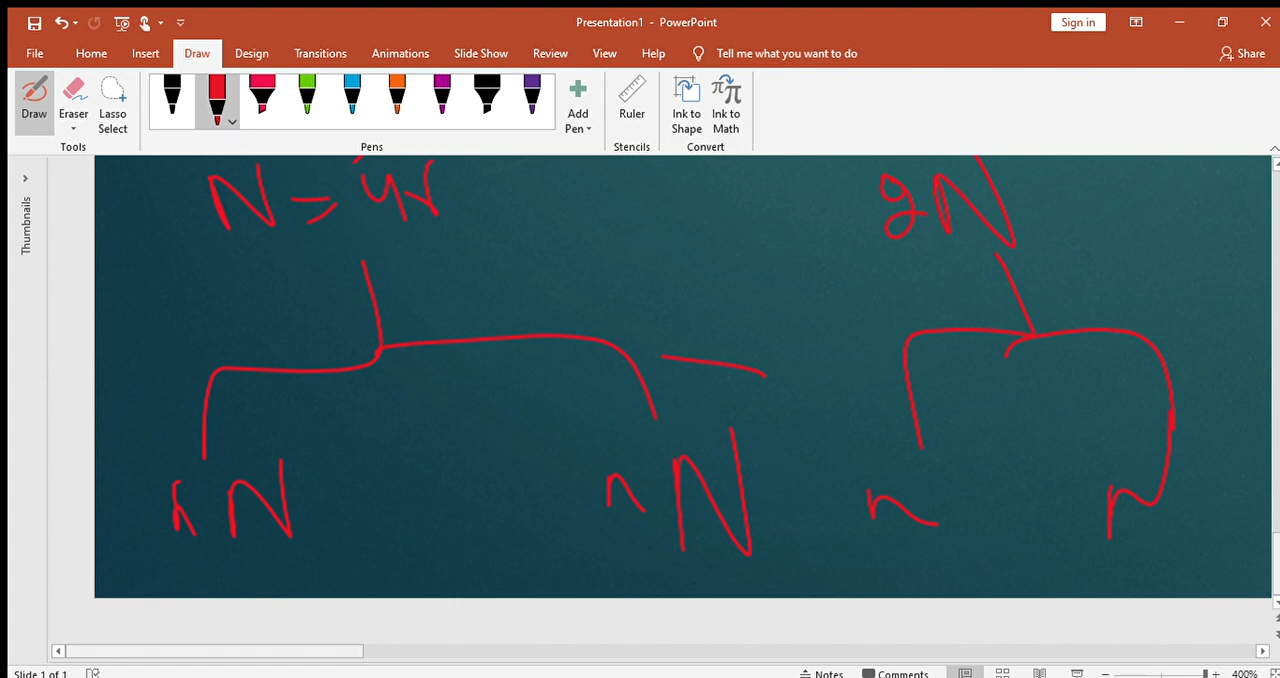 Presentation1 - PowerPoint
Sign in
File Home Insert Draw Design Transitions Animations Slide Show Review View Help Tell me what you want to do Share
Draw Eraser Lasso Select Add Pen Ruler Ink to Shape Ink to Math
Tools Pens Stencils Convert
Thumbnails
N =
2N
n N
n N
n
n
Slide 1 of 1 Notes Comments 400%